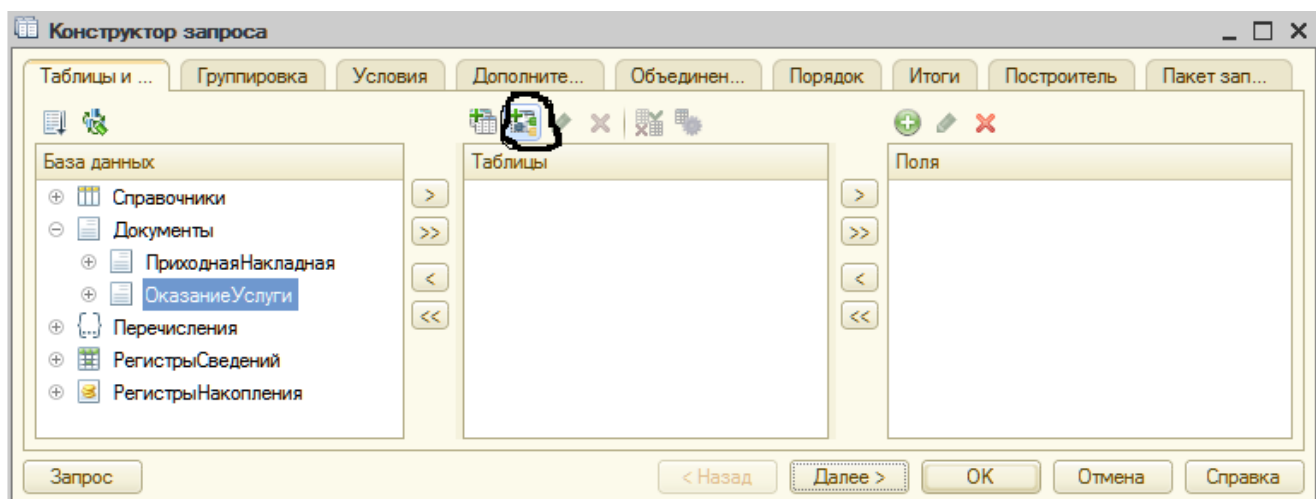 Конструктор запроса
Таблицы и ... Группировка Условия Дополните... Объединен... Порядок Итоги Построитель Пакет зап...
База данных Таблицы Поля
Справочники
Документы
ПриходнаяНакладная
ОказаниеУслуги
Перечисления
РегистрыСведений
РегистрыНакопления
> >
>> >>
< <
<< <<
Запрос < Назад Далее > ОК Отмена Справка